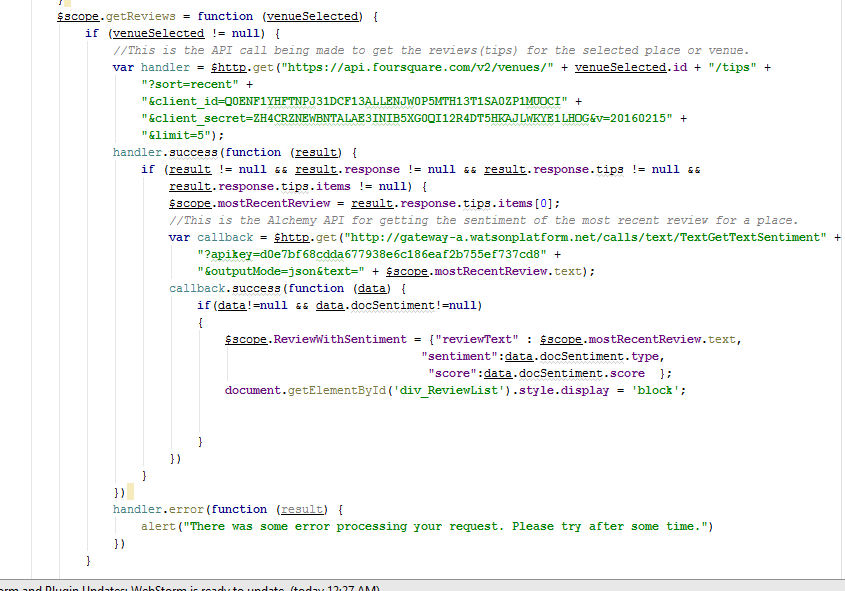 }
$scope.getReviews = function (venueSelected) {
if (venueSelected != null) {
//This is the API call being made to get the reviews(tips) for the selected place or venue.
var handler = $http.get("https://api.foursquare.com/v2/venues/" + venueSelected.id + "/tips" +
"?sort=recent" +
"&client_id=Q0ENF1YHFTNPJ31DCF13ALLENJW0P5MTH13T1SA0ZP1MUOCI" +
"&client_secret=ZH4CRZNEWBNTALAE3INIB5XG0QI12R4DT5HKAJLWKYE1LHOG&v=20160215" +
"&limit=5");
handler.success(function (result) {
if (result != null && result.response != null && result.response.tips != null &&
result.response.tips.items != null) {
$scope.mostRecentReview = result.response.tips.items[0];
//This is the Alchemy API for getting the sentiment of the most recent review for a place.
var callback = $http.get("http://gateway-a.watsonplatform.net/calls/text/TextGetTextSentiment" +
"?apikey=d0e7bf68cdda677938e6c186eaf2b755ef737cd8" +
"&outputMode=json&text=" + $scope.mostRecentReview.text);
callback.success(function (data) {
if(data!=null && data.docSentiment!=null)
{
$scope.ReviewWithSentiment = {"reviewText" : $scope.mostRecentReview.text,
"sentiment":data.docSentiment.type,
"score":data.docSentiment.score };
document.getElementById('div_ReviewList').style.display = 'block';
}
})
}
})
handler.error(function (result) {
alert("There was some error processing your request. Please try after some time.")
})
}
and Plugin Updates: WebStorm is ready to update. (today 12:27 AM)